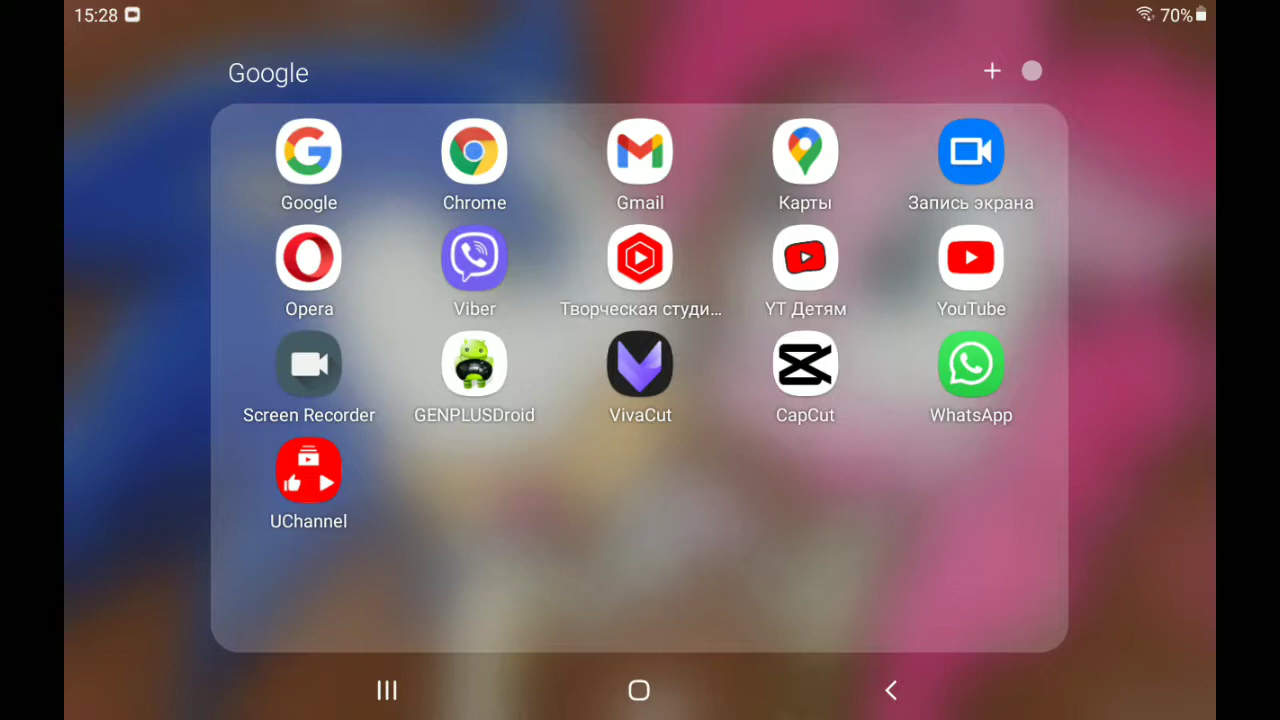 15:28
70%
Google
Google
Chrome
Gmail
Карты
Запись экрана
Opera
Viber
Творческая студи...
YT Детям
YouTube
Screen Recorder
GENPLUSDroid
VivaCut
CapCut
WhatsApp
UChannel